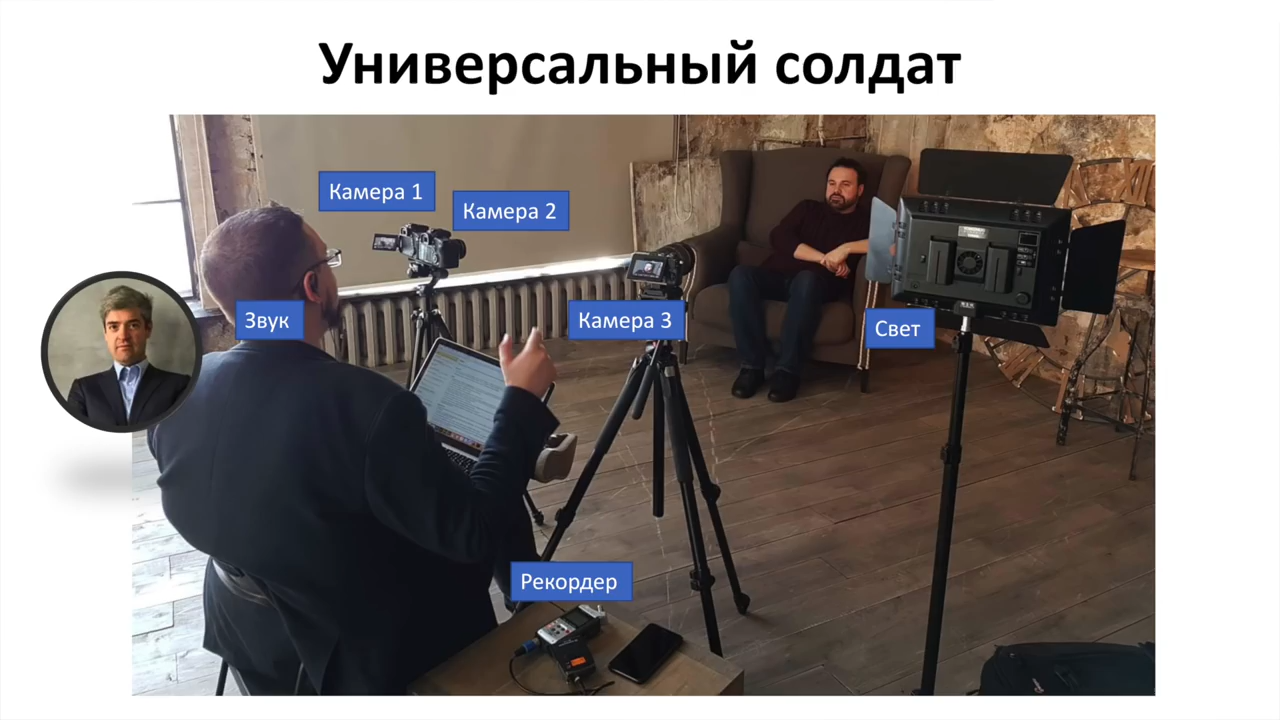 Универсальный солдат
Камера 1
Камера 2
Звук
Камера 3
Свет
Рекордер